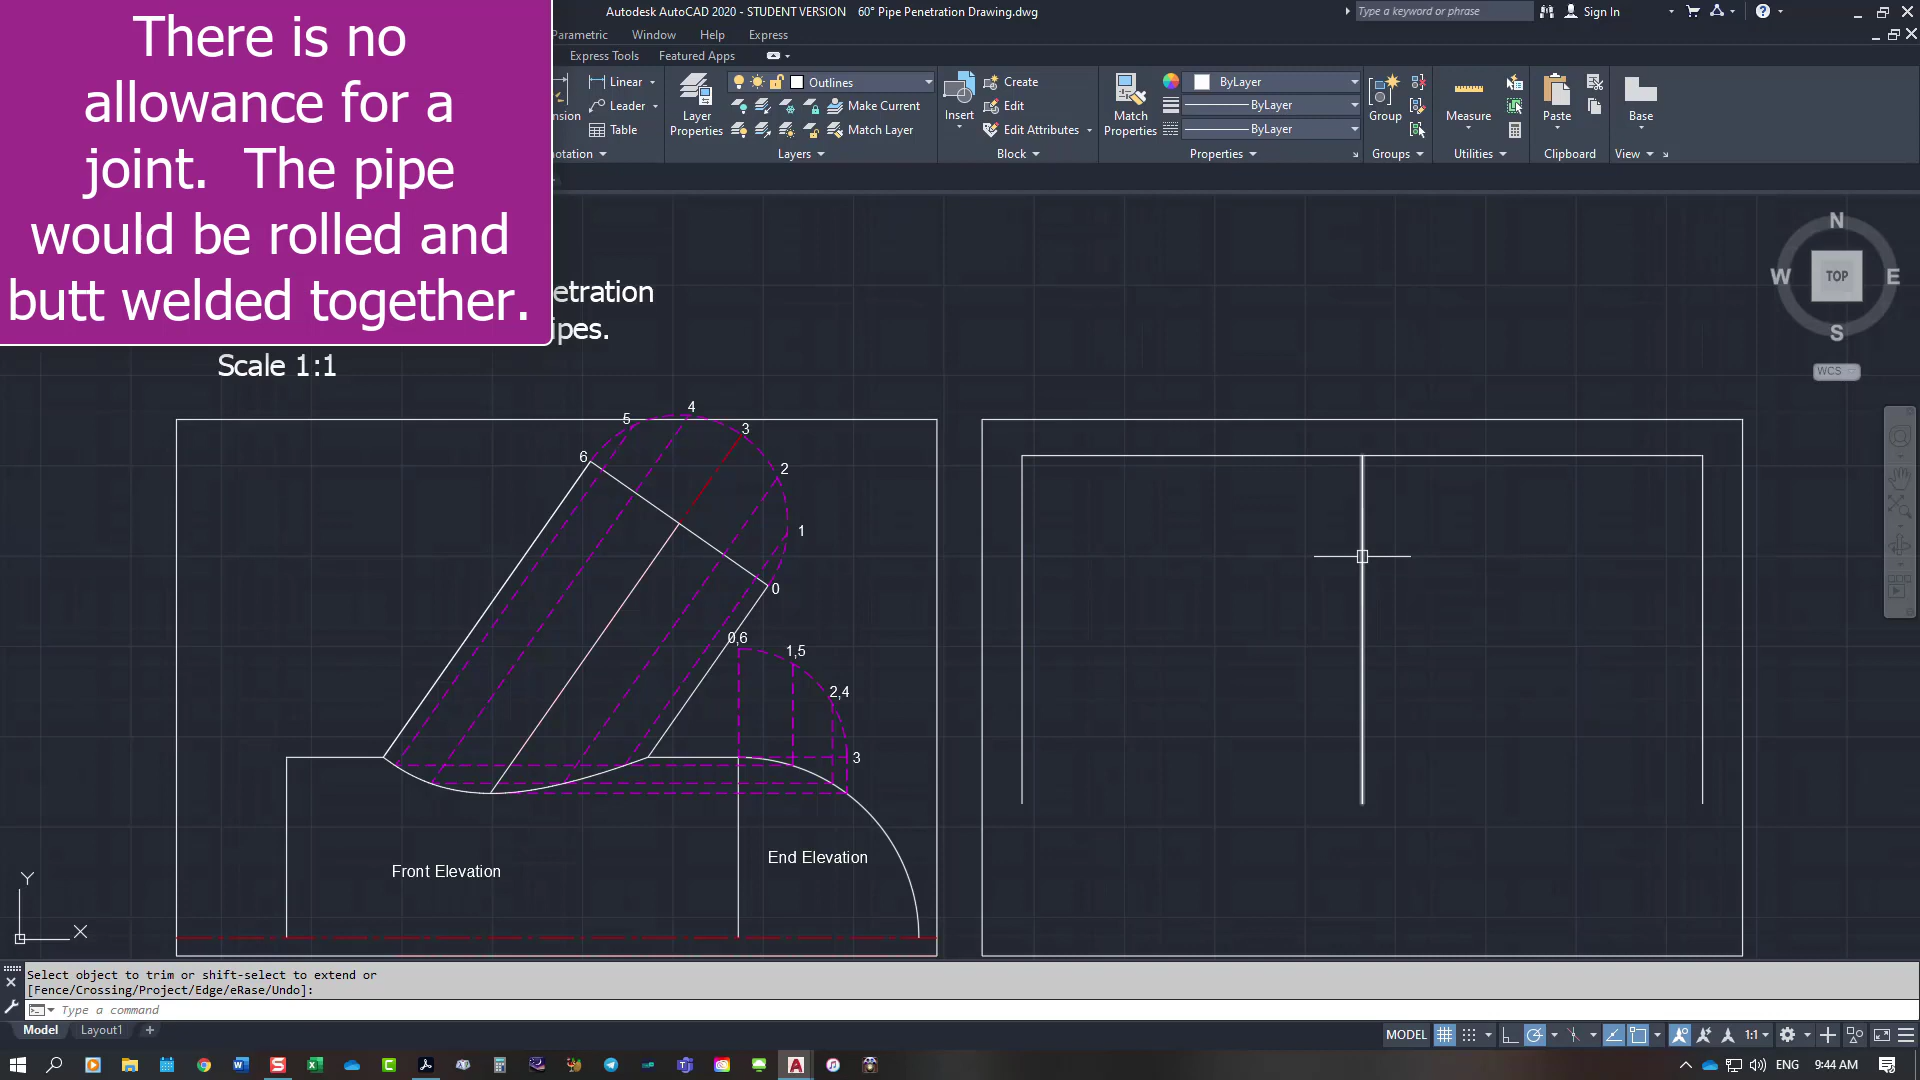 There is no
allowance for a
joint.  The pipe
would be rolled and
butt welded together.
Autodesk AutoCAD 2020 - STUDENT VERSION    60° Pipe Penetration Drawing.dwg
Type a keyword or phrase
Sign In
Parametric    Window    Help    Express
Express Tools    Featured Apps
Linear
Leader
Table
Layer
Properties
Outlines
Make Current
Match Layer
Layers
Insert
Create
Edit
Edit Attributes
Block
Match
Properties
ByLayer
ByLayer
ByLayer
Properties
Group
Groups
Measure
Utilities
Paste
Clipboard
Base
View
etration
ipes.
Scale 1:1
N
W TOP E
S
WCS
4
5
3
6
2
1
0
0,6
1,5
2,4
3
End Elevation
Front Elevation
Y
X
Select object to trim or shift-select to extend or
[Fence/Crossing/Project/Edge/eRase/Undo]:
Type a command
Model    Layout1    +
MODEL    1:1
ENG    9:44 AM